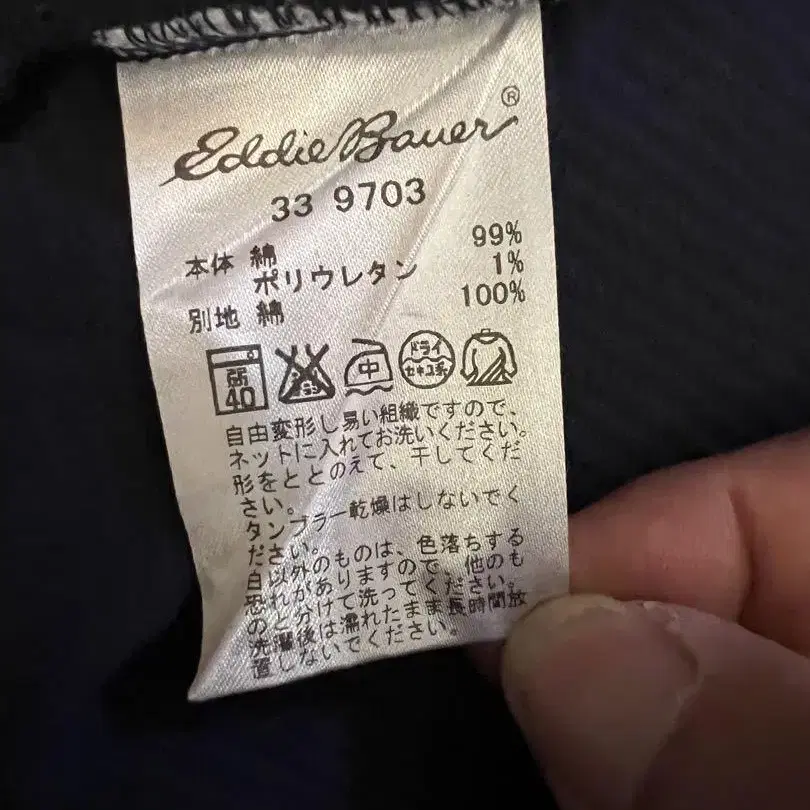 Eddie Bauer®
33 9703
本体 綿 99%
ポリウレタン 1%
別地 綿 100%
弱 40 エンソ サラシ 中 ドライ セキユ系
自由変形し易い組織ですので、
ネットに入れてお洗いください。
形をととのえて、干してくだ
さい。
タンブラー乾燥はしないでく
ださい。
白以外のものは、色落ちする
恐れがありますので、他のも
のと分けて洗ってください。
洗濯後は濡れたまま長時間放
置しないでください。